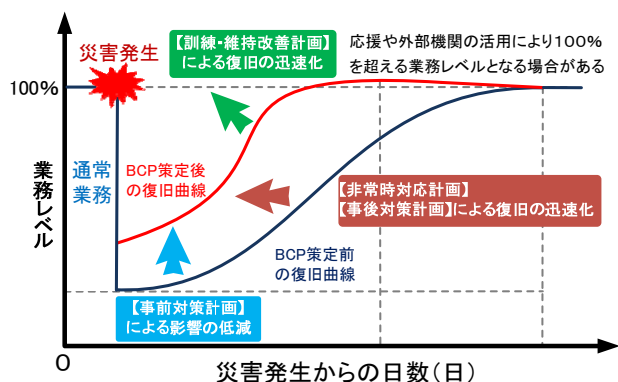 災害発生
【訓練・維持改善計画】
による復旧の迅速化
応援や外部機関の活用により100%
を超える業務レベルとなる場合がある
100%
業務レベル
通常
業務
BCP策定後
の復旧曲線
【非常時対応計画】
【事後対策計画】による復旧の迅速化
BCP策定前
の復旧曲線
【事前対策計画】
による影響の低減
O
災害発生からの日数(日)